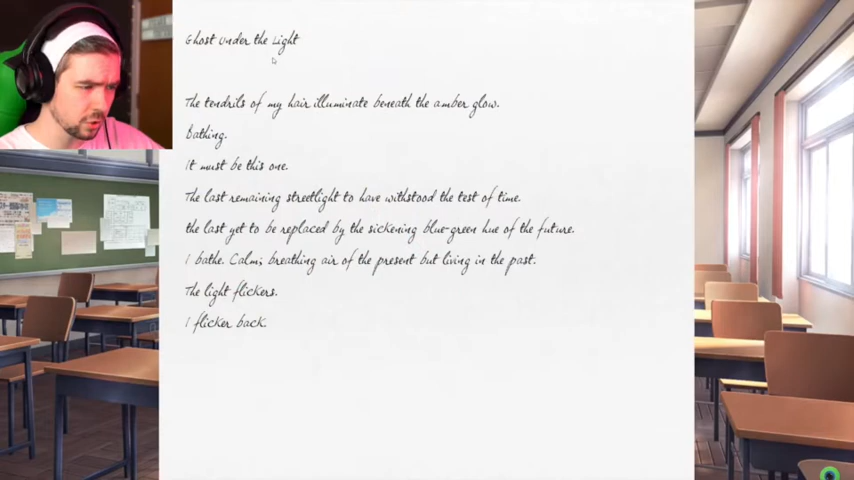 Ghost Under the Light
The tendrils of my hair illuminate beneath the amber glow.
Bathing.
It must be this one.
The last remaining streetlight to have withstood the test of time.
the last yet to be replaced by the sickening blue-green hue of the future.
I bathe. Calm; breathing air of the present but living in the past.
The light flickers.
I flicker back.